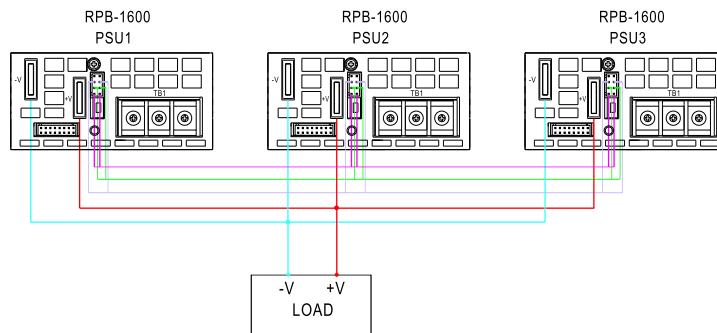 RPB-1600 RPB-1600 RPB-1600
PSU1 PSU2 PSU3
-V +V TB1 -V +V TB1 -V +V TB1
-V +V
LOAD